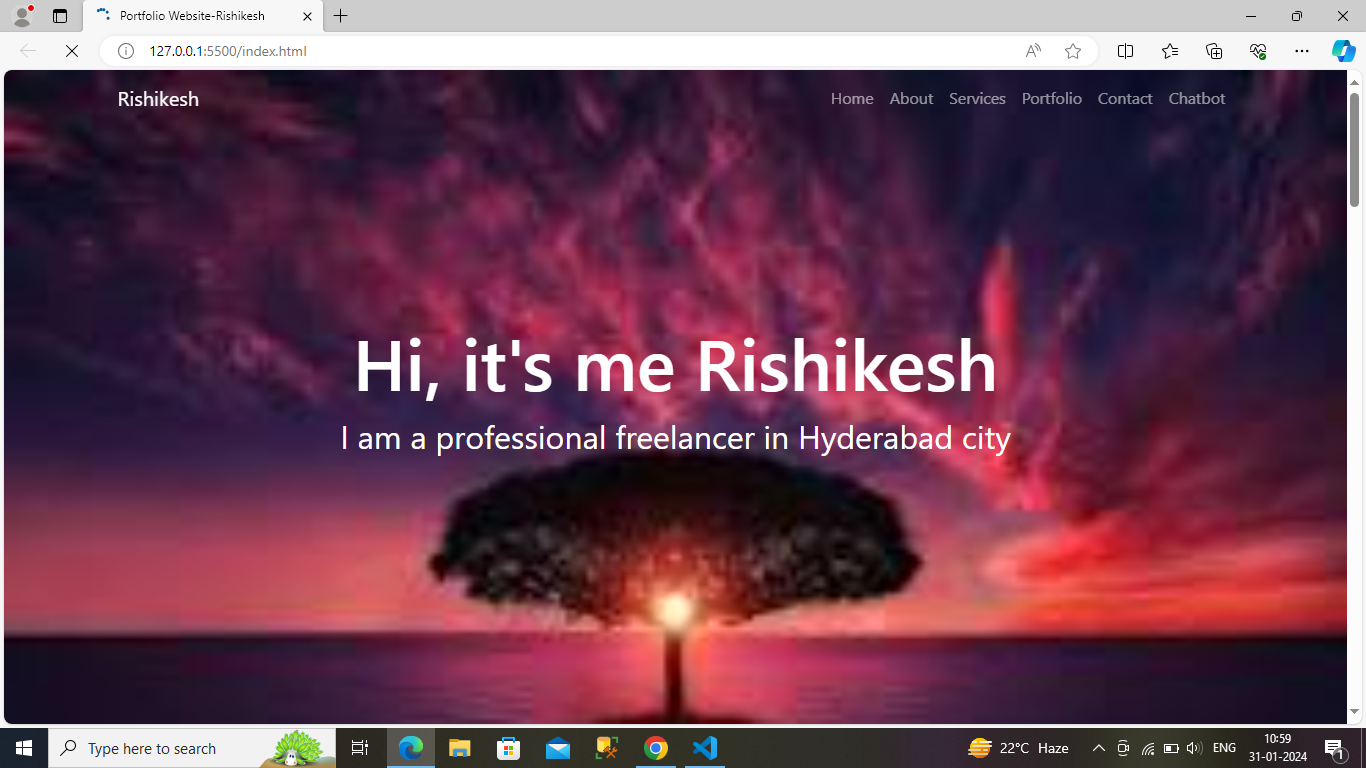 Portfolio Website-Rishikesh
127.0.0.1:5500/index.html
Rishikesh
Home About Services Portfolio Contact Chatbot
Hi, it's me Rishikesh
I am a professional freelancer in Hyderabad city
Type here to search
22°C Haze
ENG
10:59
31-01-2024
1